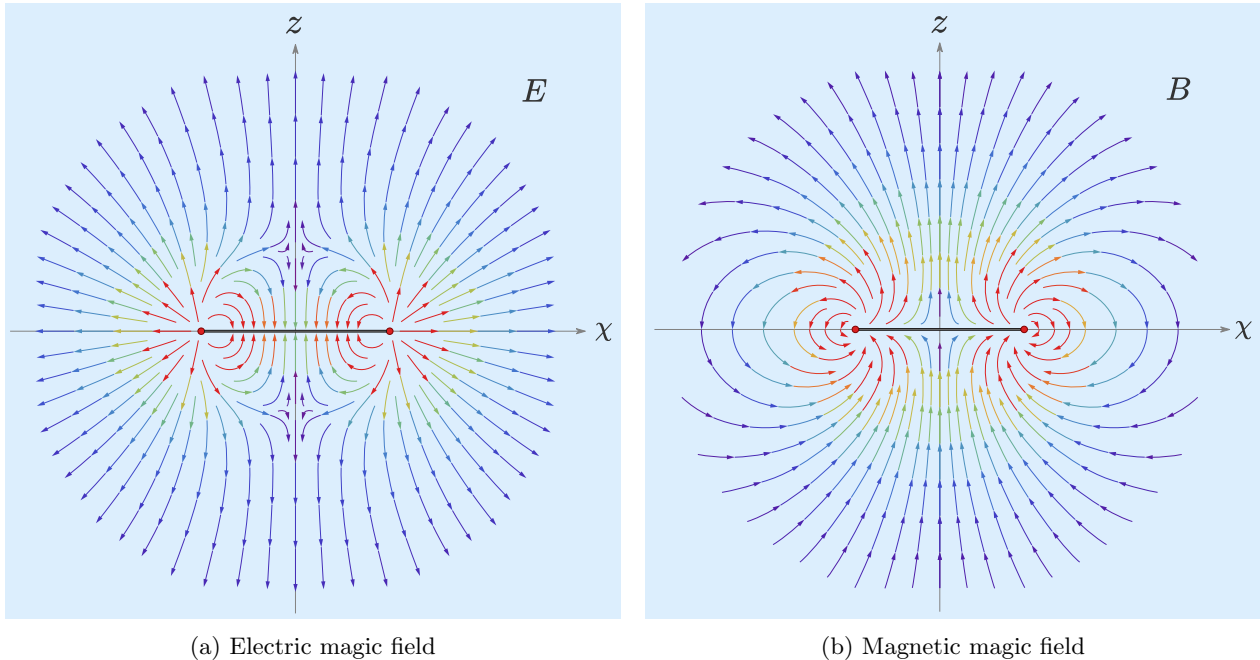 z
E
χ
(a) Electric magic field
z
B
χ
(b) Magnetic magic field